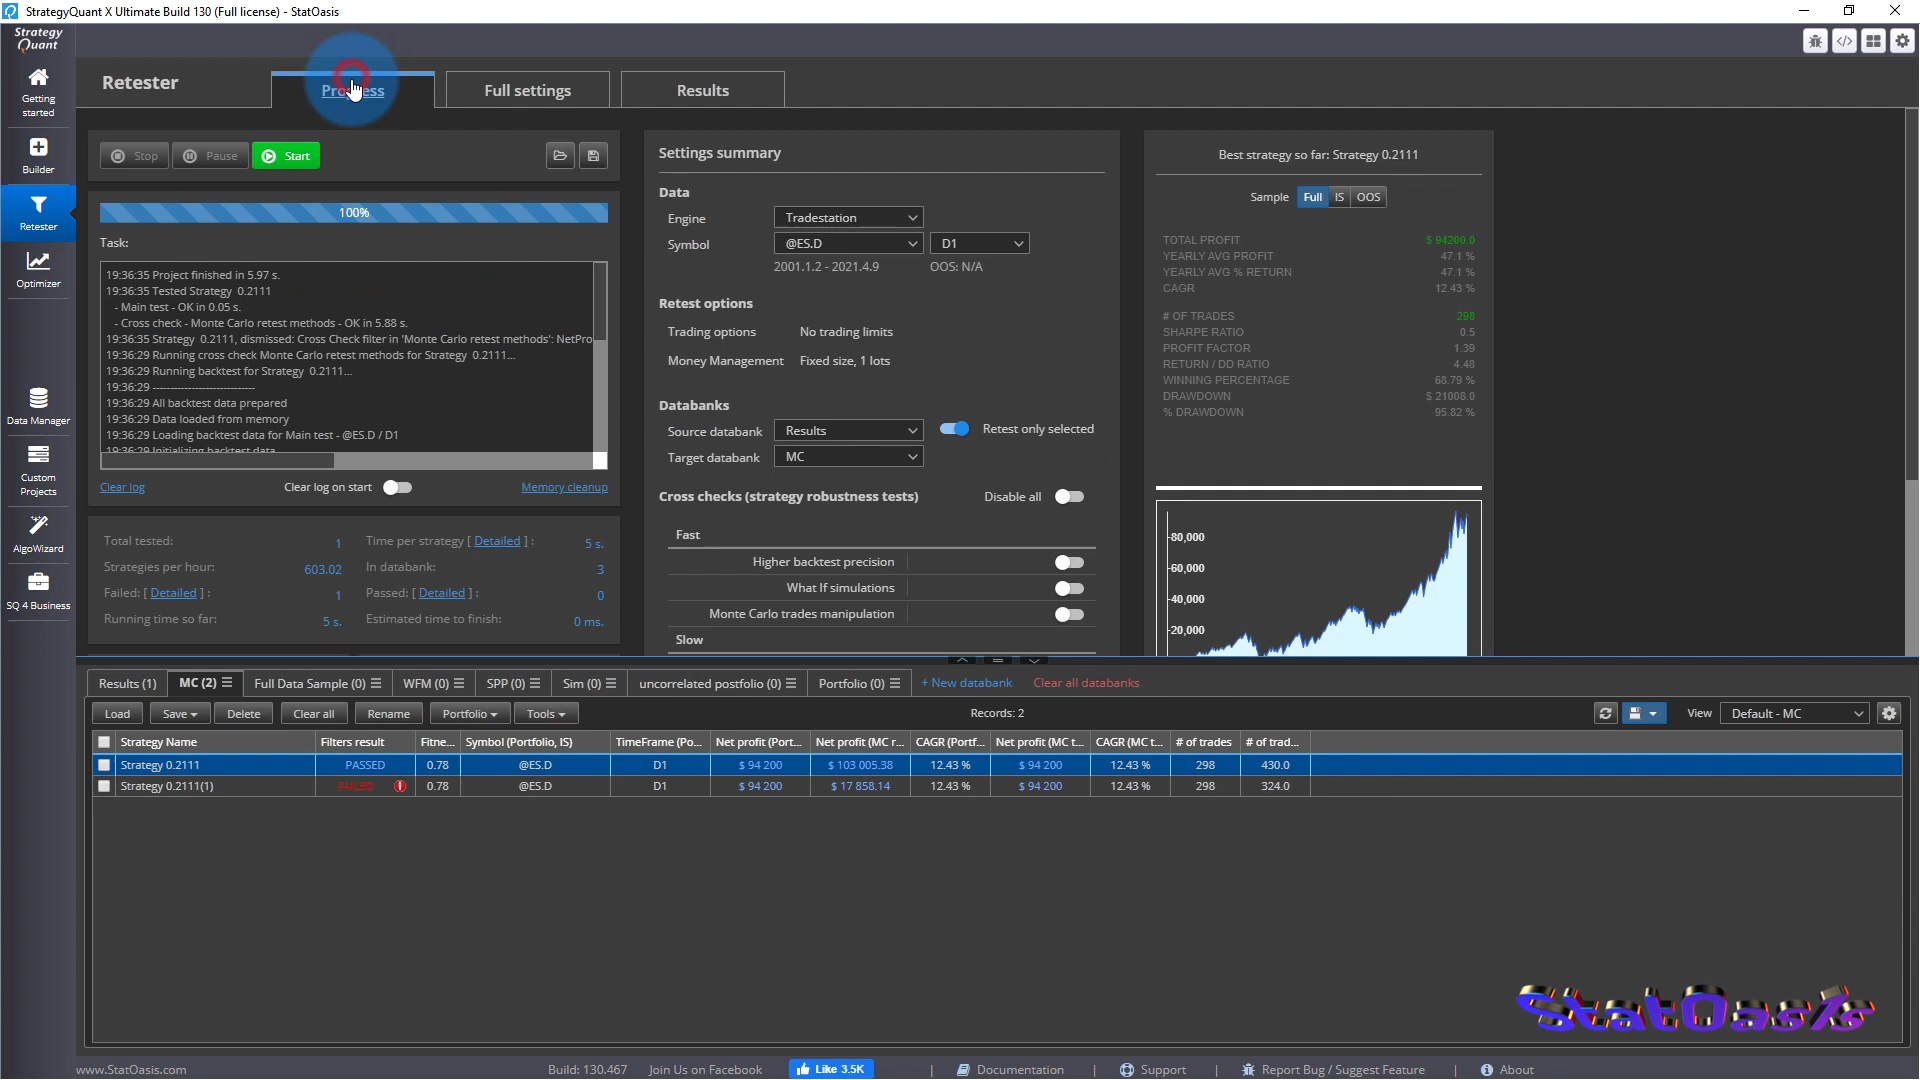 StrategyQuant X Ultimate Build 130 (Full license) - StatOasis
Strategy
Quant
Getting
started
Builder
Retester
Optimizer
Data Manager
Custom
Projects
AlgoWizard
SQ 4 Business
Retester
Progress
Full settings
Results
Stop
Pause
Start
100%
Task:
19:36:35 Project finished in 5.97 s.
19:36:35 Tested Strategy 0.2111
- Main test - OK in 0.05 s.
- Cross check - Monte Carlo retest methods - OK in 5.88 s.
19:36:35 Strategy 0.2111, dismissed: Cross Check filter in 'Monte Carlo retest methods': NetPro
19:36:29 Running cross check Monte Carlo retest methods for Strategy 0.2111...
19:36:29 Running backtest for Strategy 0.2111...
19:36:29 ------------------------------
19:36:29 All backtest data prepared
19:36:29 Data loaded from memory
19:36:29 Loading backtest data for Main test - @ES.D / D1
19:36:29 Initializing backtest data
Clear log
Clear log on start
Memory cleanup
Total tested: 1
Time per strategy [ Detailed ] : 5 s.
Strategies per hour: 603.02
In databank: 3
Failed: [ Detailed ] : 1
Passed: [ Detailed ] : 0
Running time so far: 5 s.
Estimated time to finish: 0 ms.
Settings summary
Data
Engine Tradestation
Symbol @ES.D D1
2001.1.2 - 2021.4.9 OOS: N/A
Retest options
Trading options No trading limits
Money Management Fixed size, 1 lots
Databanks
Source databank Results Retest only selected
Target databank MC
Cross checks (strategy robustness tests) Disable all
Fast
Higher backtest precision
What If simulations
Monte Carlo trades manipulation
Slow
Best strategy so far: Strategy 0.2111
Sample Full IS OOS
TOTAL PROFIT $ 94200.0
YEARLY AVG PROFIT 47.1 %
YEARLY AVG % RETURN 47.1 %
CAGR 12.43 %
# OF TRADES 298
SHARPE RATIO 0.5
PROFIT FACTOR 1.39
RETURN / DD RATIO 4.48
WINNING PERCENTAGE 68.79 %
DRAWDOWN $ 21008.0
% DRAWDOWN 95.82 %
80,000
60,000
40,000
20,000
Results (1) MC (2) Full Data Sample (0) WFM (0) SPP (0) Sim (0) uncorrelated postfolio (0) Portfolio (0) + New databank Clear all databanks
Load Save Delete Clear all Rename Portfolio Tools Records: 2 View Default - MC
Strategy Name Filters result Fitne... Symbol (Portfolio, IS) TimeFrame (Po... Net profit (Port... Net profit (MC r... CAGR (Portf... Net profit (MC t... CAGR (MC t... # of trades # of trad...
Strategy 0.2111 PASSED 0.78 @ES.D D1 $ 94 200 $ 103 005.38 12.43 % $ 94 200 12.43 % 298 430.0
Strategy 0.2111(1) FAILED 0.78 @ES.D D1 $ 94 200 $ 17 858.14 12.43 % $ 94 200 12.43 % 298 324.0
StatOasis
www.StatOasis.com Build: 130.467 Join Us on Facebook Like 3.5K | Documentation | Support | Report Bug / Suggest Feature | About